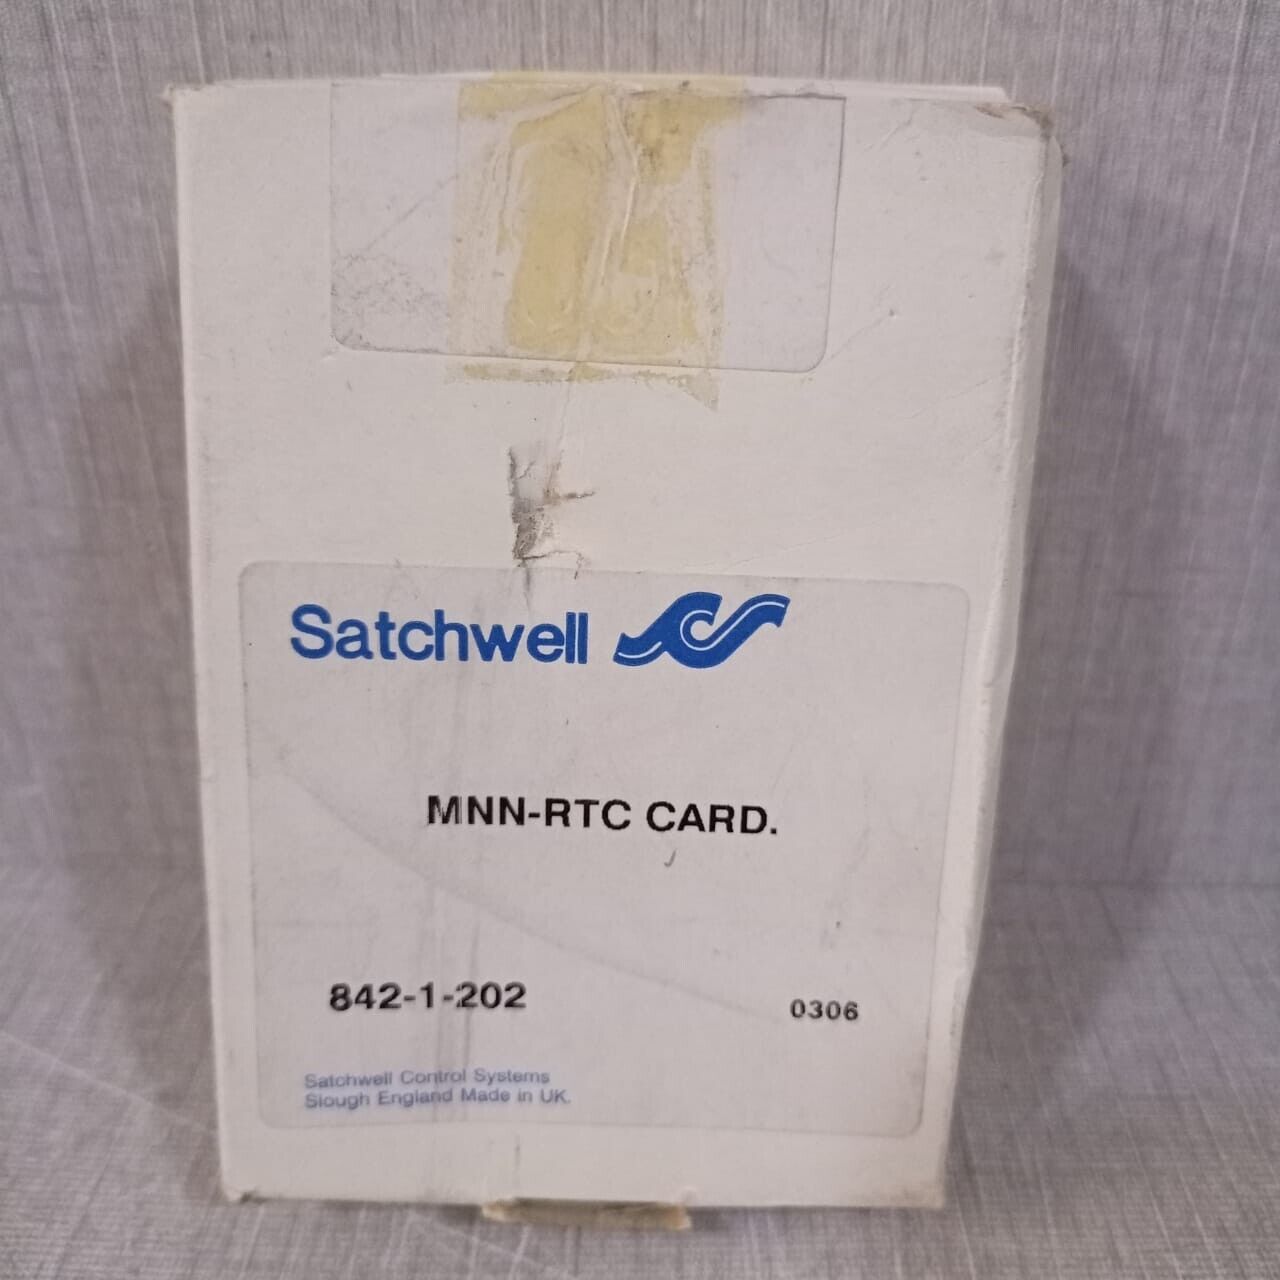 Satchwell
MNN-RTC CARD.
842-1-202
0306
Satchwell Control Systems
Slough England Made in UK.